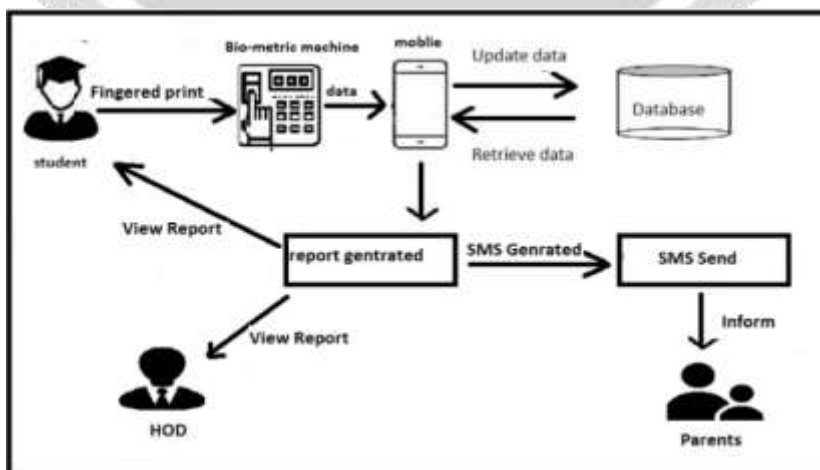 Bio-metric machine
moblie
Update data
Fingered print
data
Database
Retrieve data
student
View Report
report gentrated
SMS Genrated
SMS Send
View Report
Inform
HOD
Parents